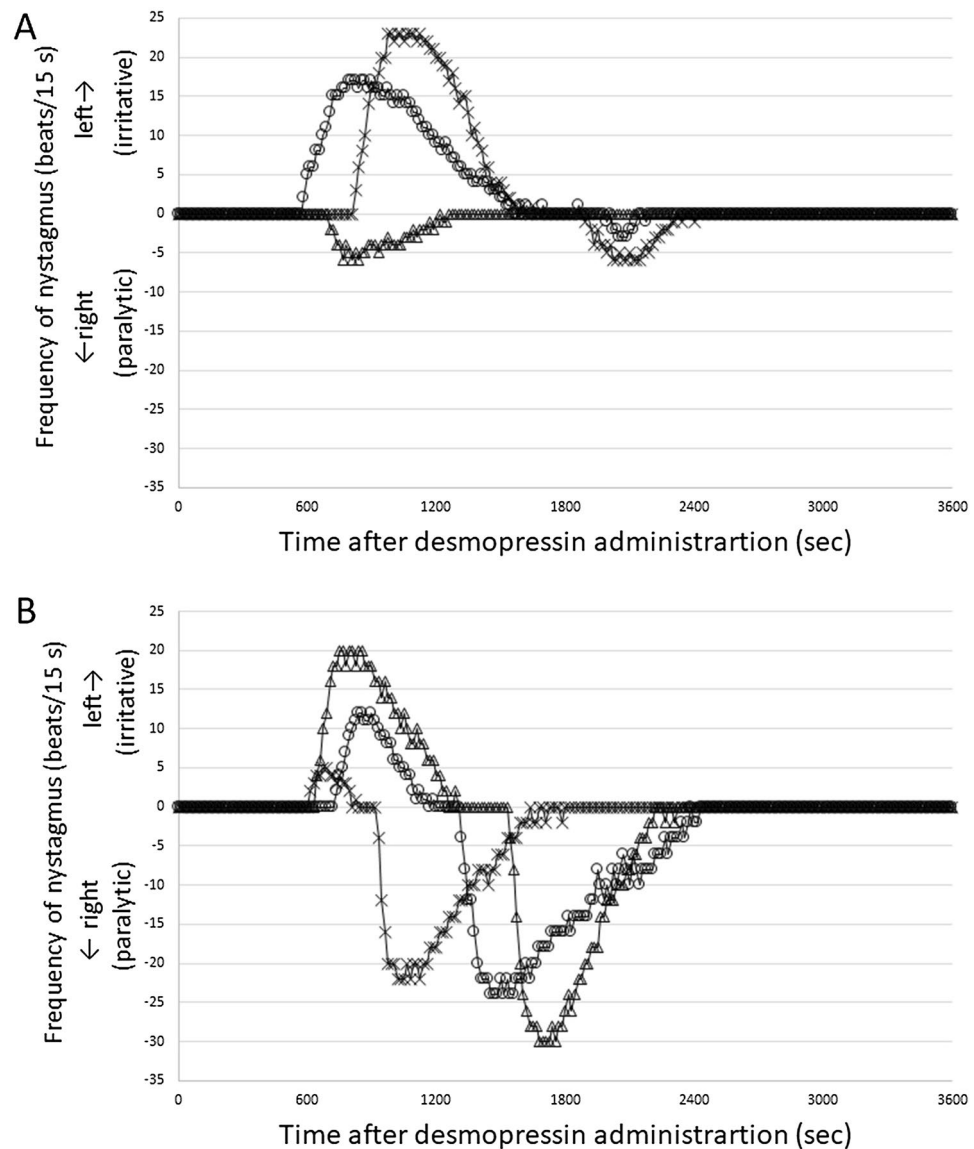 A
Frequency of nystagmus (beats/15 s)
←right left→
(paralytic) (irritative)
25
20
15
10
5
0
-5
-10
-15
-20
-25
-30
-35
0 600 1200 1800 2400 3000 3600
Time after desmopressin administrartion (sec)
B
Frequency of nystagmus (beats/15 s)
← right left→
(paralytic) (irritative)
25
20
15
10
5
0
-5
-10
-15
-20
-25
-30
-35
0 600 1200 1800 2400 3000 3600
Time after desmopressin administrartion (sec)